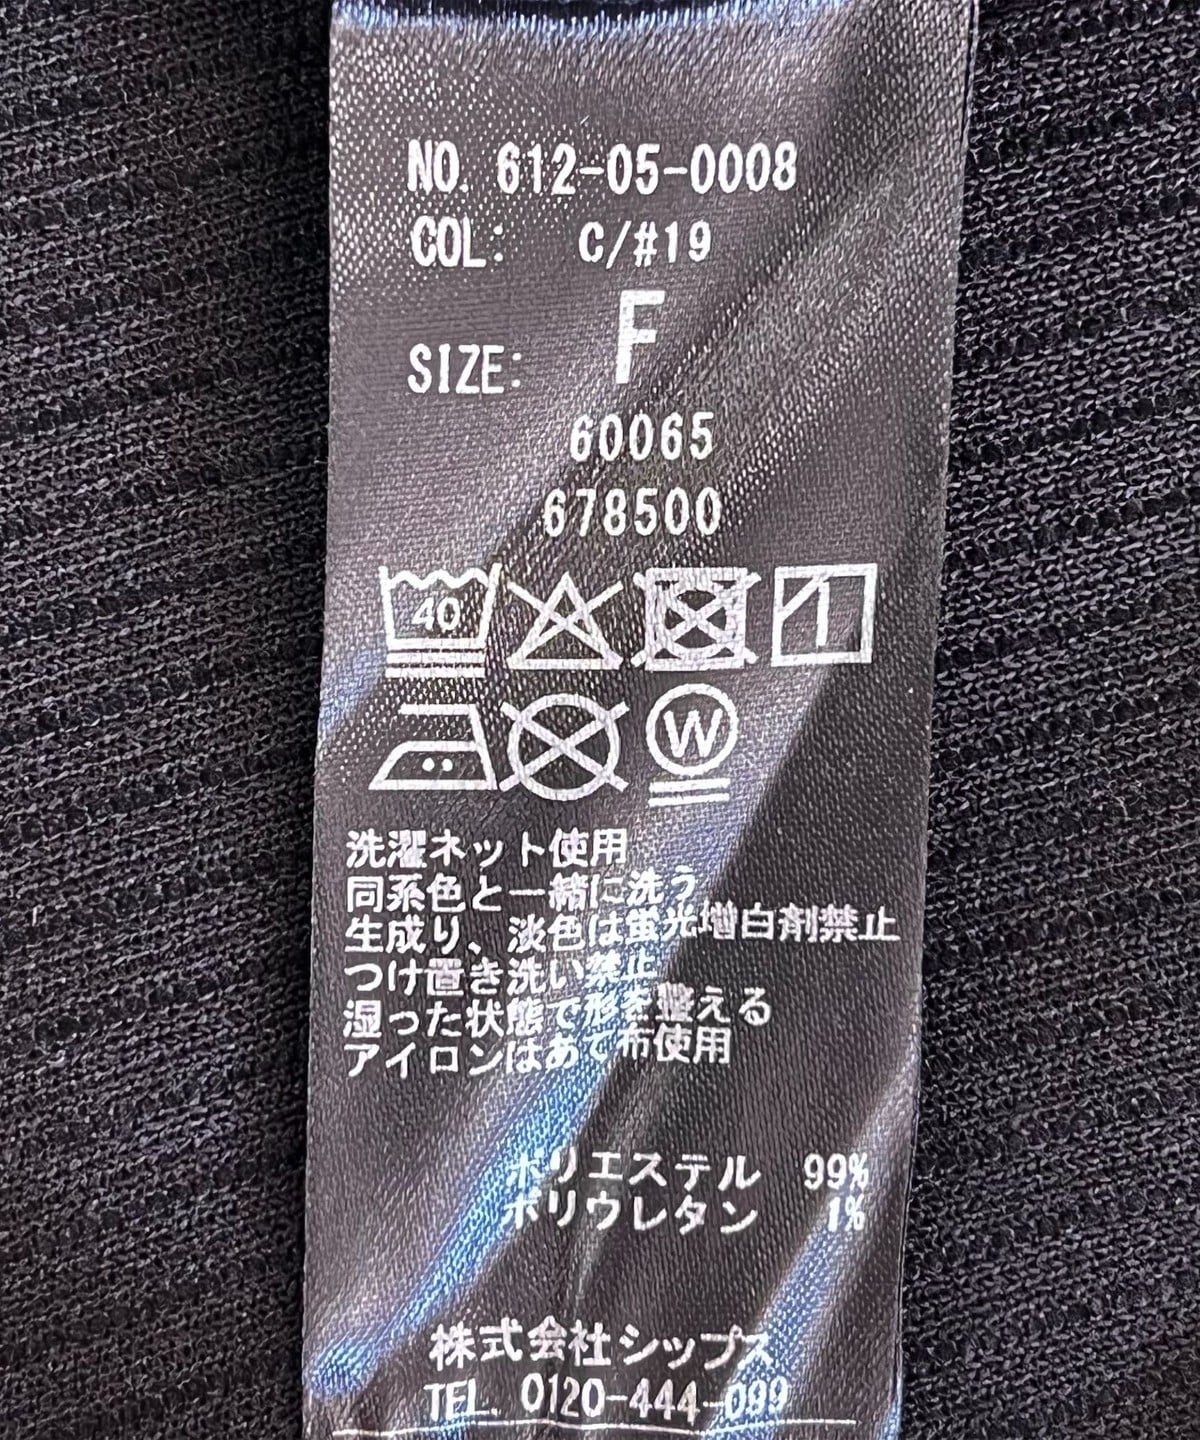 NO. 612-05-0008
COL: C/#19
SIZE: F
60065
678500
40
W
洗濯ネット使用
同系色と一緒に洗う
生成り、淡色は蛍光増白剤禁止
つけ置き洗い禁止
湿った状態で形を整える
アイロンはあて布使用
ポリエステル 99%
ポリウレタン 1%
株式会社シップス
TEL. 0120-444-099